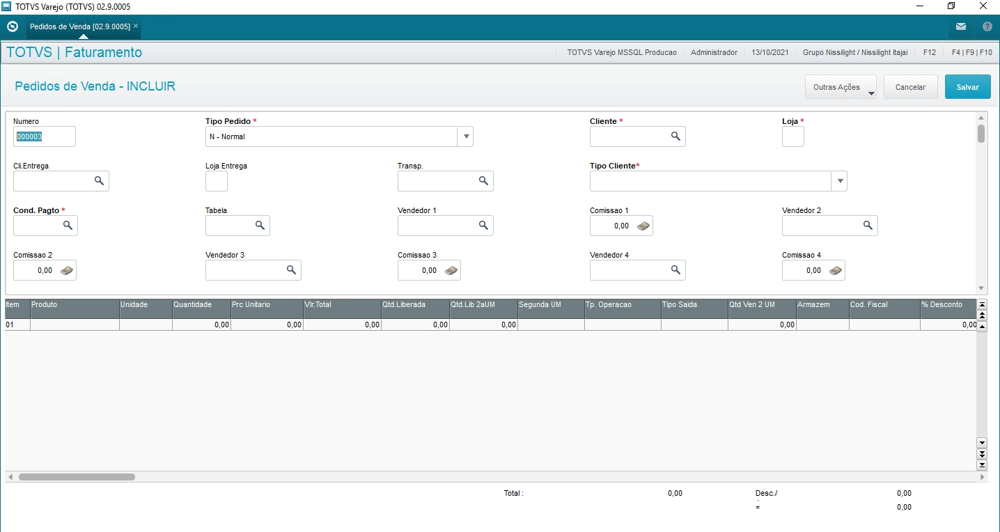 TOTVS Varejo (TOTVS) 02.9.0005
Pedidos de Venda [02.9.0005] ×
TOTVS | Faturamento TOTVS Varejo MSSQL Producao Administrador 13/10/2021 Grupo Nissilight / Nissilight Itajai F12 F4 | F9 | F10
Pedidos de Venda - INCLUIR Outras Ações Cancelar Salvar
Numero Tipo Pedido * Cliente * Loja *
000003 N - Normal
Cli.Entrega Loja Entrega Transp. Tipo Cliente*
Cond. Pagto * Tabela Vendedor 1 Comissao 1 Vendedor 2
0,00
Comissao 2 Vendedor 3 Comissao 3 Vendedor 4 Comissao 4
0,00 0,00 0,00
Item Produto Unidade Quantidade Prc Unitario Vlr.Total Qtd.Liberada Qtd.Lib 2aUM Segunda UM Tp. Operacao Tipo Saida Qtd Ven 2 UM Armazem Cod. Fiscal % Desconto
01 0,00 0,00 0,00 0,00 0,00 0,00 0,00
Total : 0,00 Desc./ 0,00
= 0,00